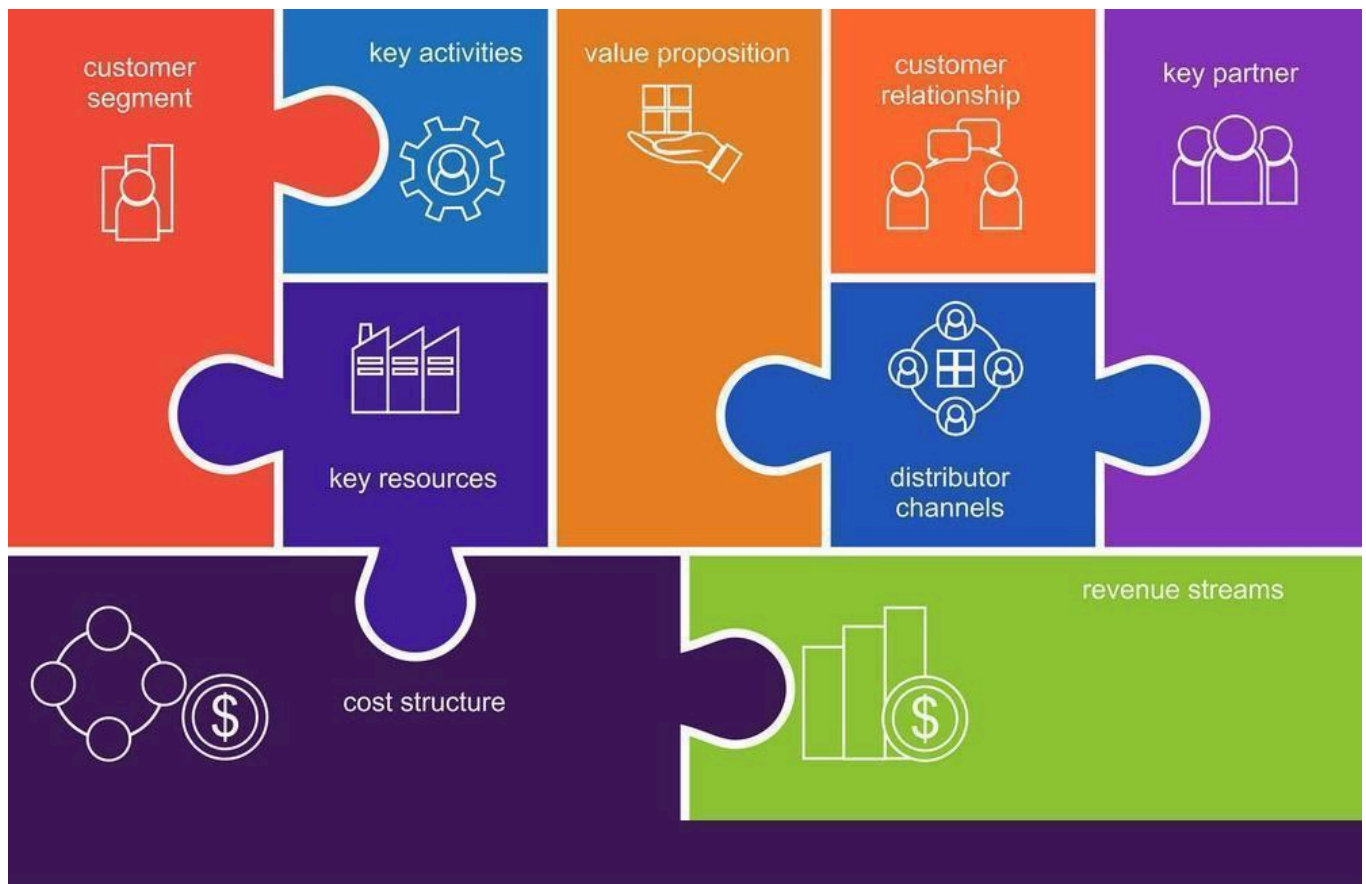 customer
segment
key activities
value proposition
customer
relationship
key partner
key resources
distributor
channels
cost structure
revenue streams
$
$